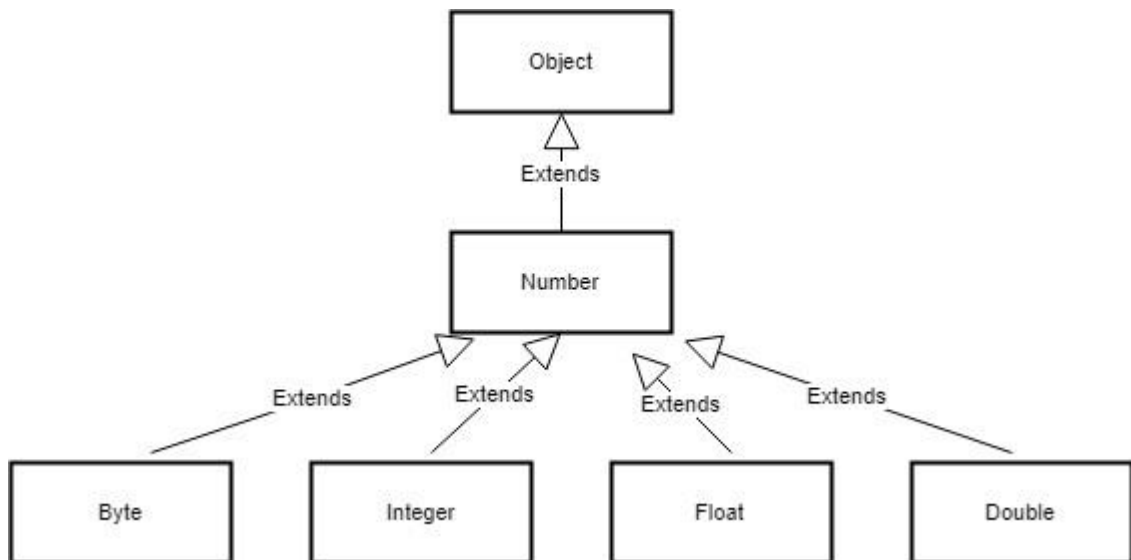 Object
Extends
Number
Extends
Extends
Extends
Extends
Byte
Integer
Float
Double